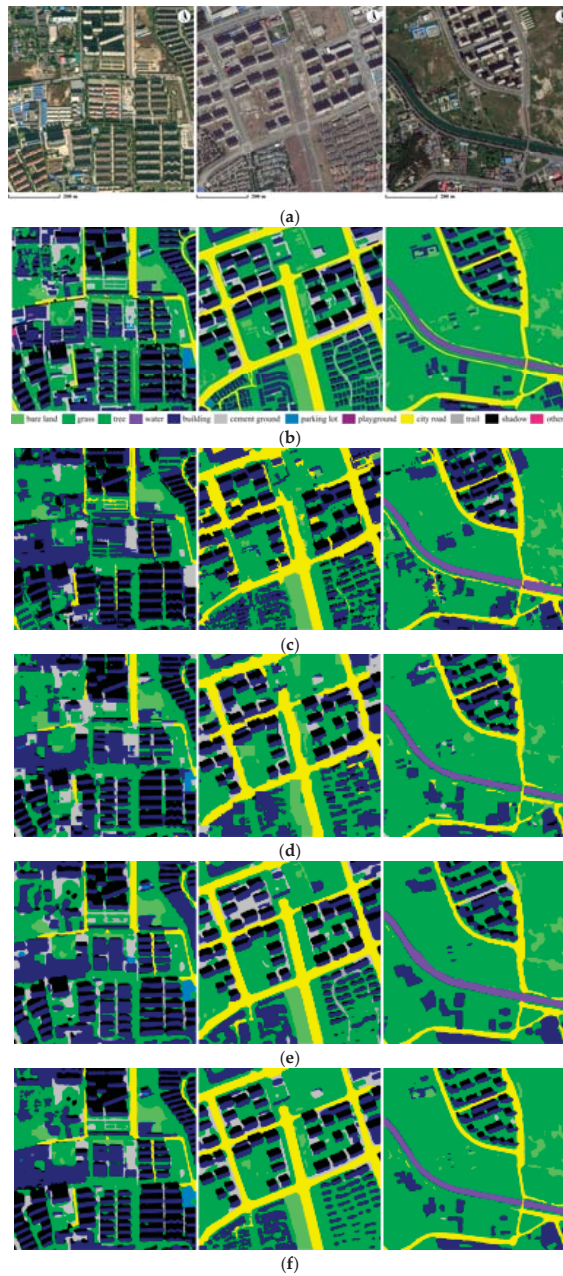 200 m 200 m 200 m
(a)
bare land grass tree water building cement ground parking lot playground city road trail shadow other
(b)
(c)
(d)
(e)
(f)